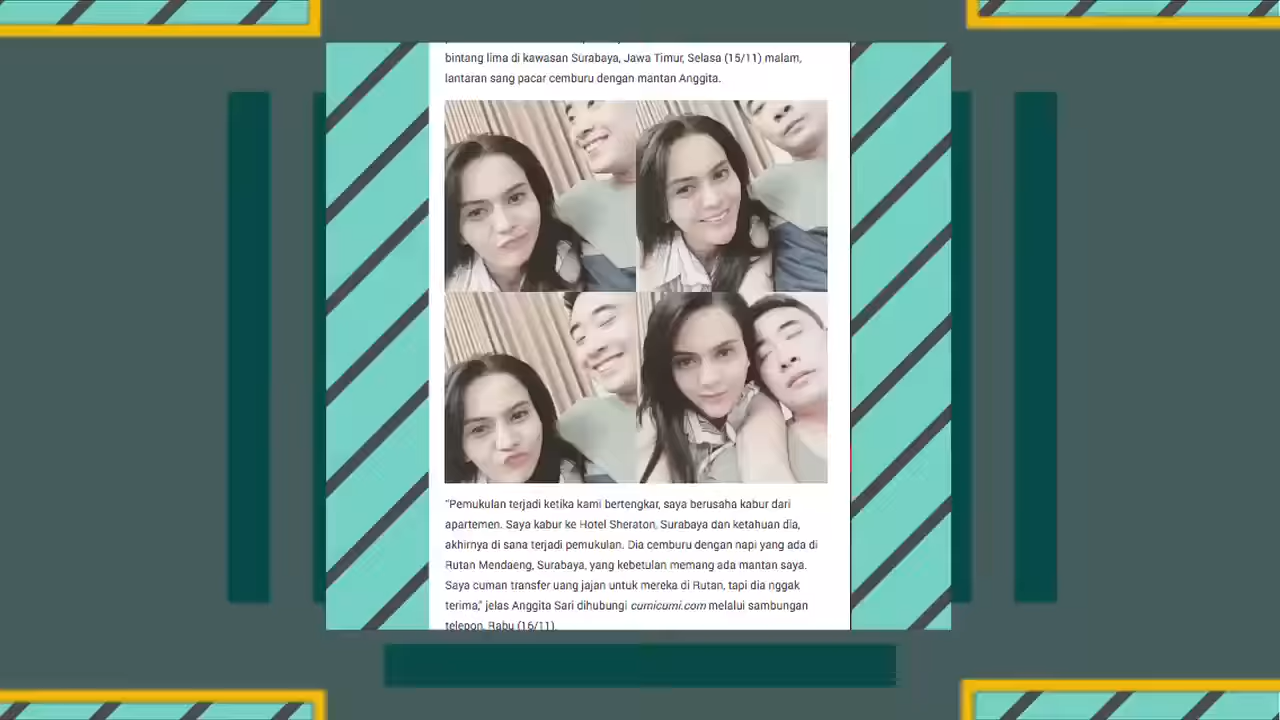 bintang lima di kawasan Surabaya, Jawa Timur, Selasa (15/11) malam,
lantaran sang pacar cemburu dengan mantan Anggita.
"Pemukulan terjadi ketika kami bertengkar, saya berusaha kabur dari
apartemen. Saya kabur ke Hotel Sheraton, Surabaya dan ketahuan dia,
akhirnya di sana terjadi pemukulan. Dia cemburu dengan napi yang ada di
Rutan Mendaeng, Surabaya, yang kebetulan memang ada mantan saya.
Saya cuman transfer uang jajan untuk mereka di Rutan, tapi dia nggak
terima," jelas Anggita Sari dihubungi cumicumi.com melalui sambungan
telepon, Rabu (16/11).